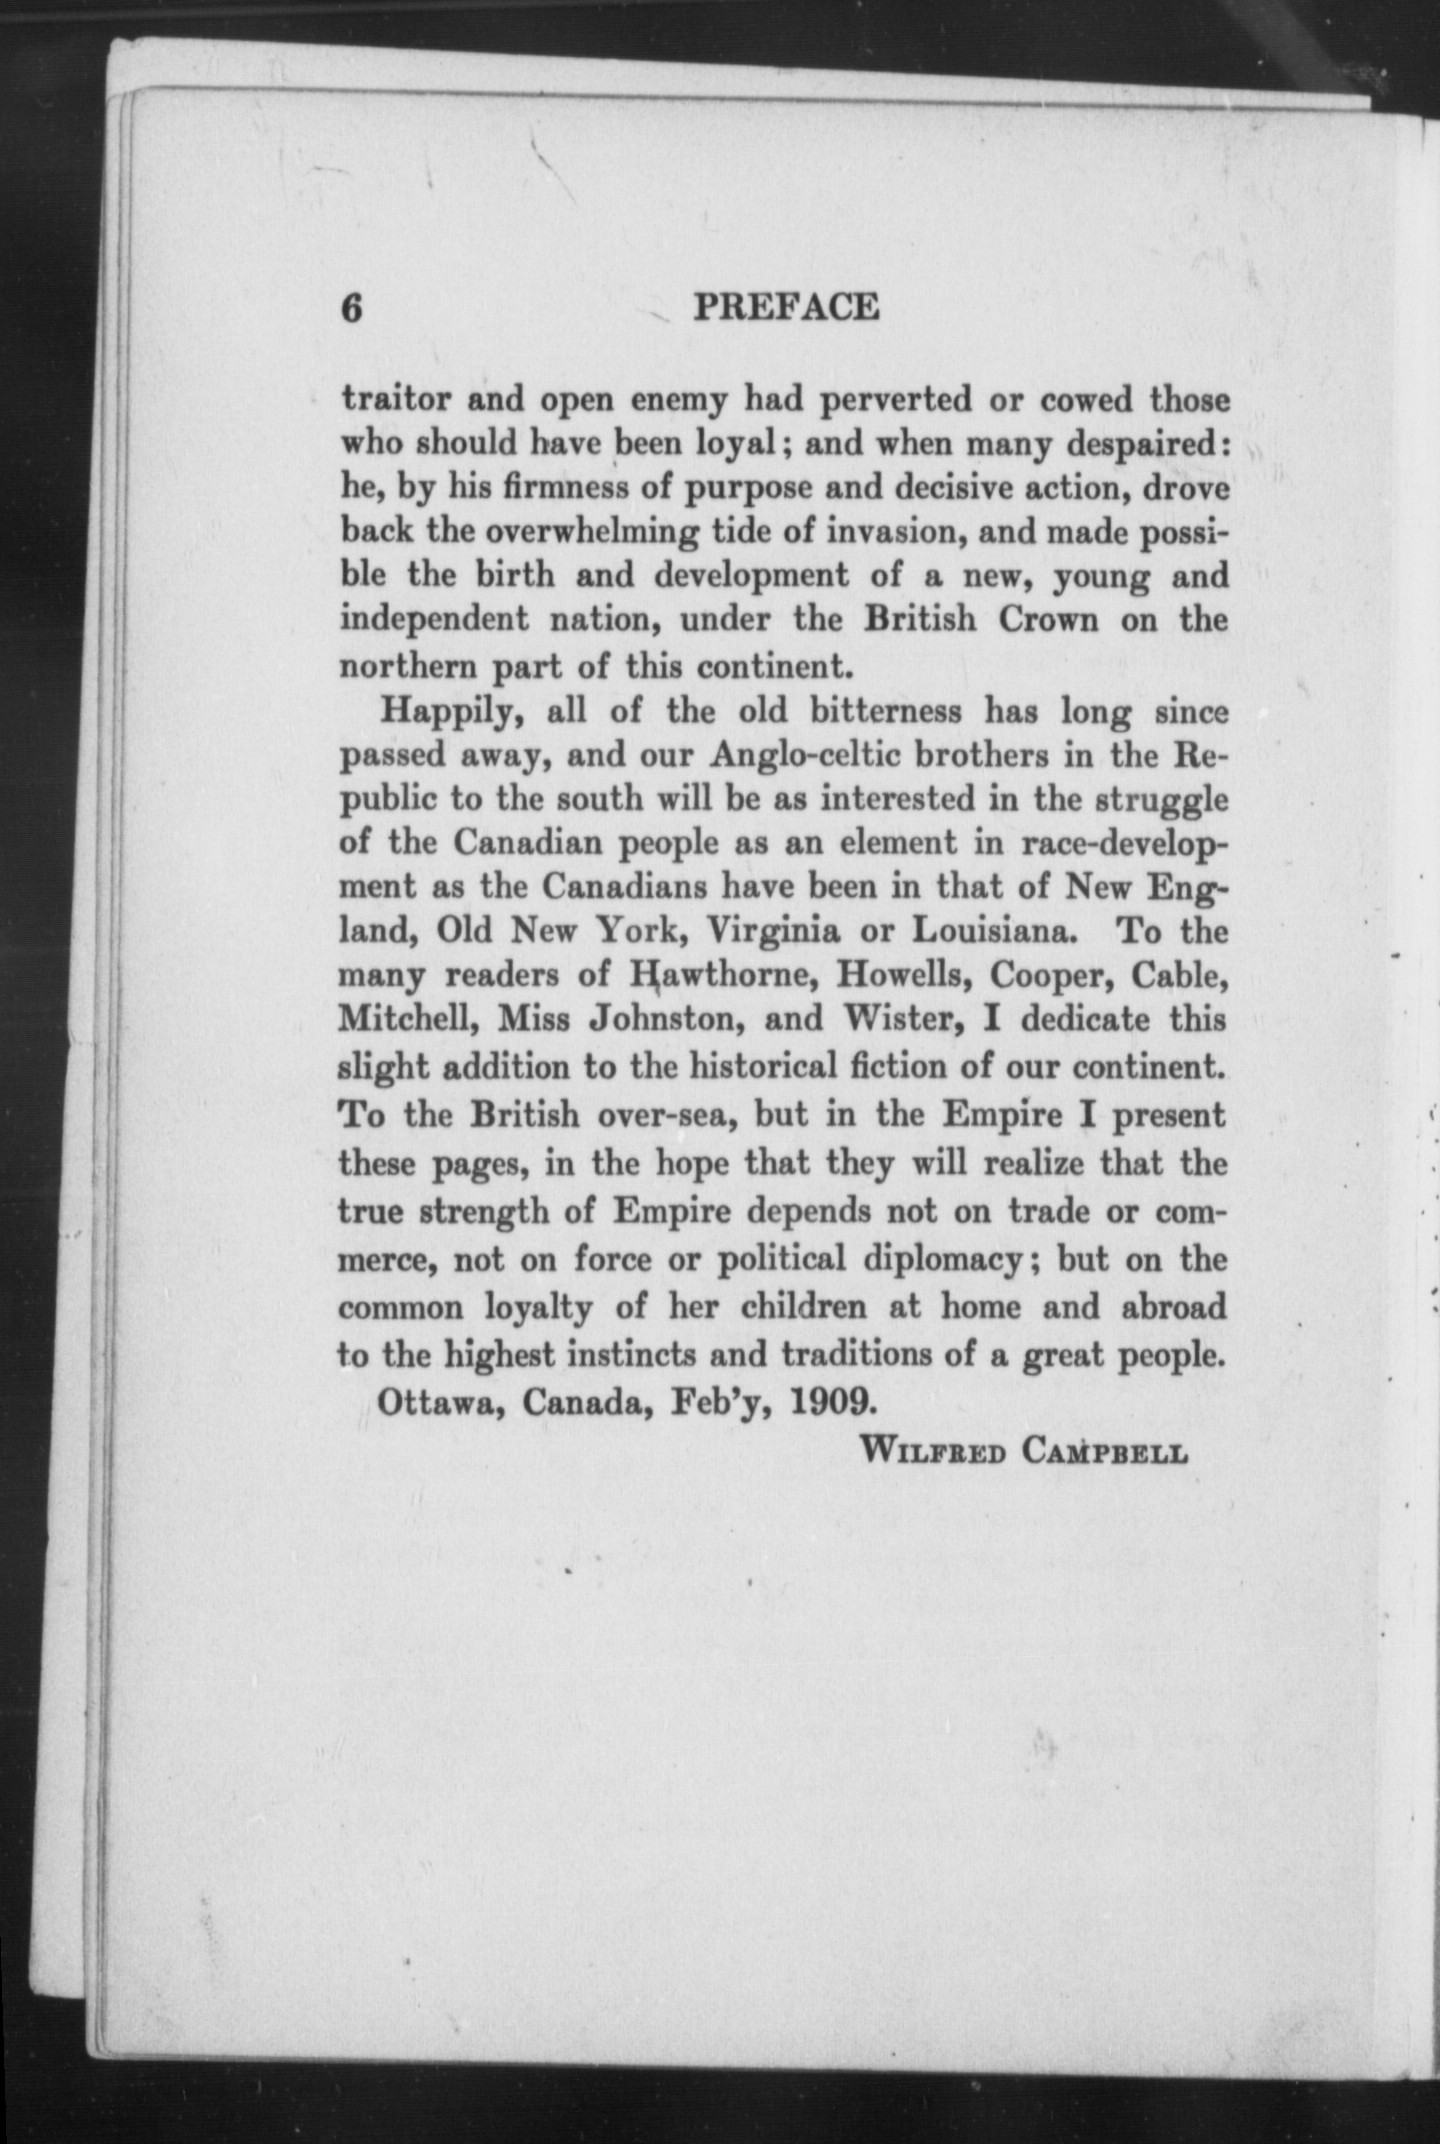 6 PREFACE
traitor and open enemy had perverted or cowed those
who should have been loyal; and when many despaired:
he, by his firmness of purpose and decisive action, drove
back the overwhelming tide of invasion, and made possi-
ble the birth and development of a new, young and
independent nation, under the British Crown on the
northern part of this continent.
Happily, all of the old bitterness has long since
passed away, and our Anglo-celtic brothers in the Re-
public to the south will be as interested in the struggle
of the Canadian people as an element in race-develop-
ment as the Canadians have been in that of New Eng-
land, Old New York, Virginia or Louisiana. To the
many readers of Hawthorne, Howells, Cooper, Cable,
Mitchell, Miss Johnston, and Wister, I dedicate this
slight addition to the historical fiction of our continent.
To the British over-sea, but in the Empire I present
these pages, in the hope that they will realize that the
true strength of Empire depends not on trade or com-
merce, not on force or political diplomacy; but on the
common loyalty of her children at home and abroad
to the highest instincts and traditions of a great people.
Ottawa, Canada, Feb'y, 1909.
WILFRED CAMPBELL